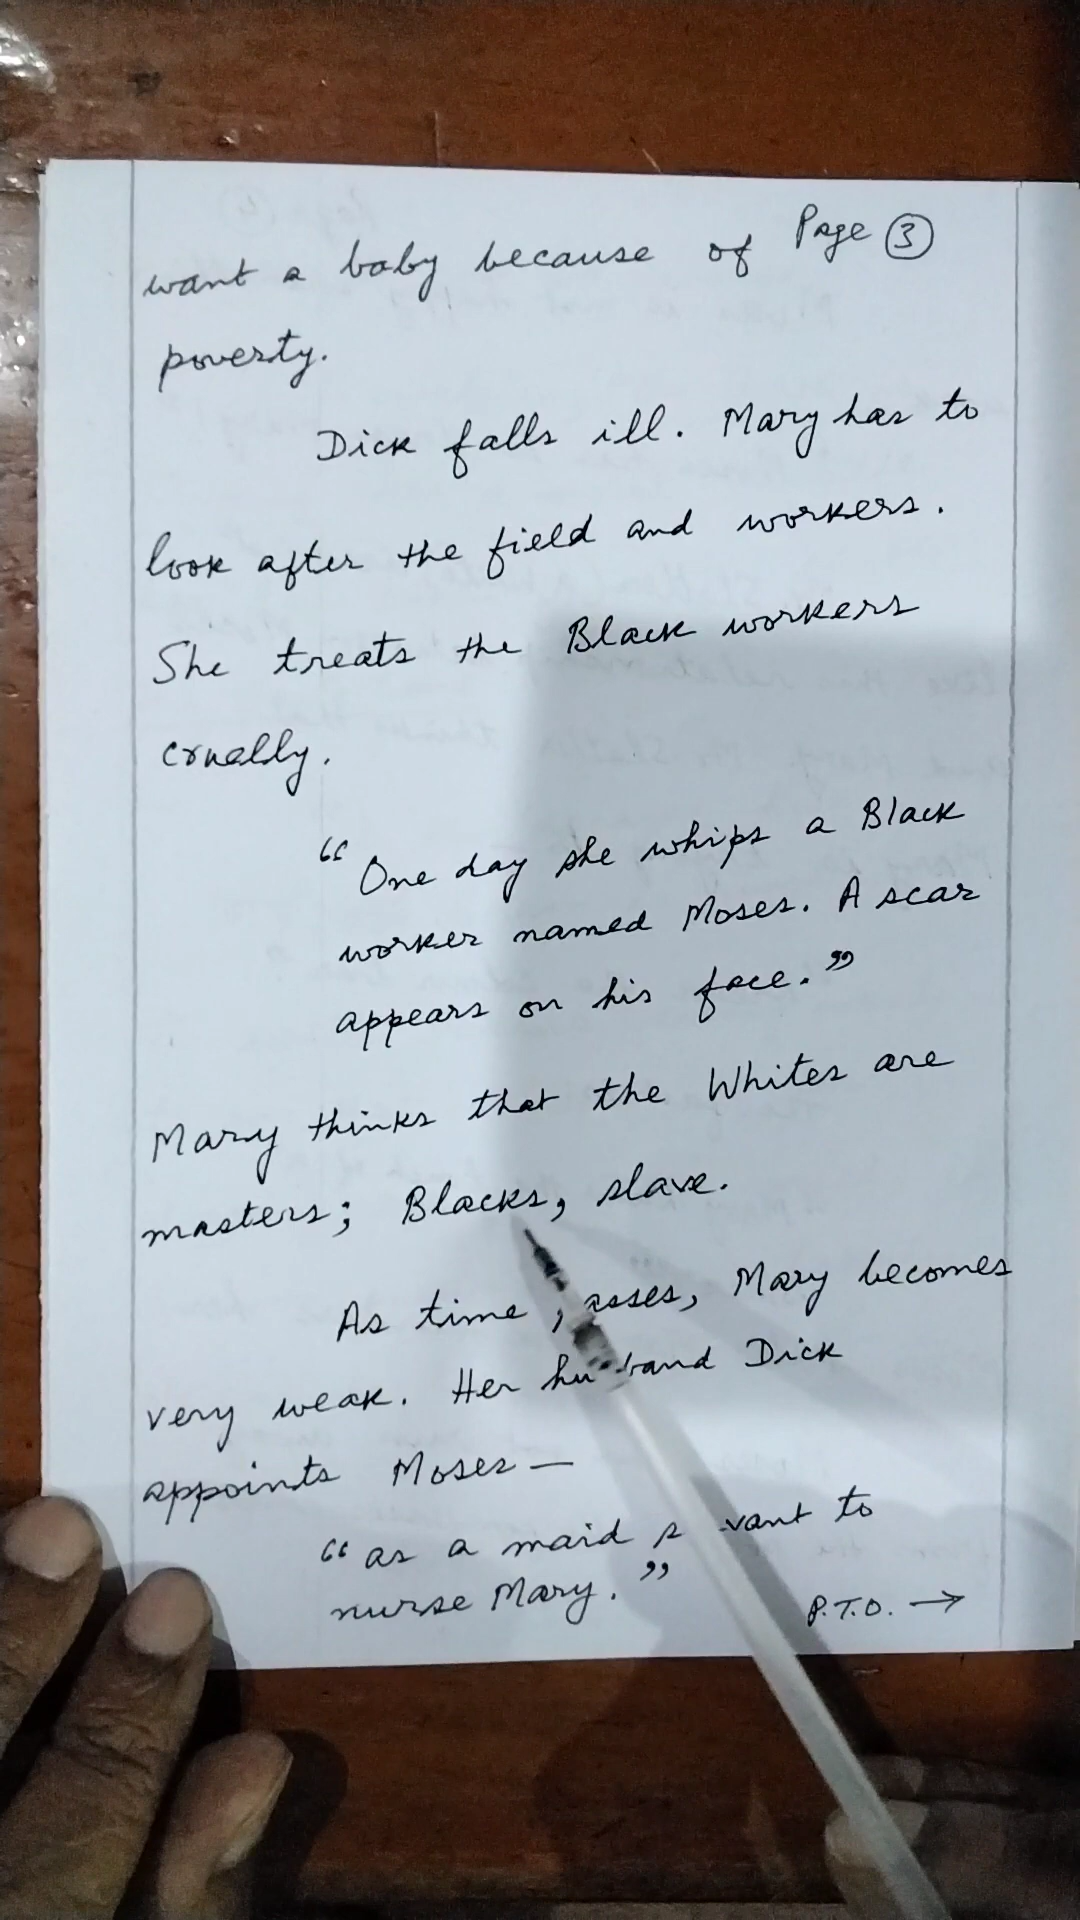 Page 3
want a baby because of
poverty.
Dick falls ill. Mary has to
look after the field and workers.
She treats the Black workers
cruelly.
“One day she whips a Black
worker named Moses. A scar
appears on his face.”
Mary thinks that the Whites are
masters; Blacks, slave.
As time passes, Mary becomes
very weak. Her husband Dick
appoints Moses —
“as a maid servant to
nurse Mary.”
P.T.O. →